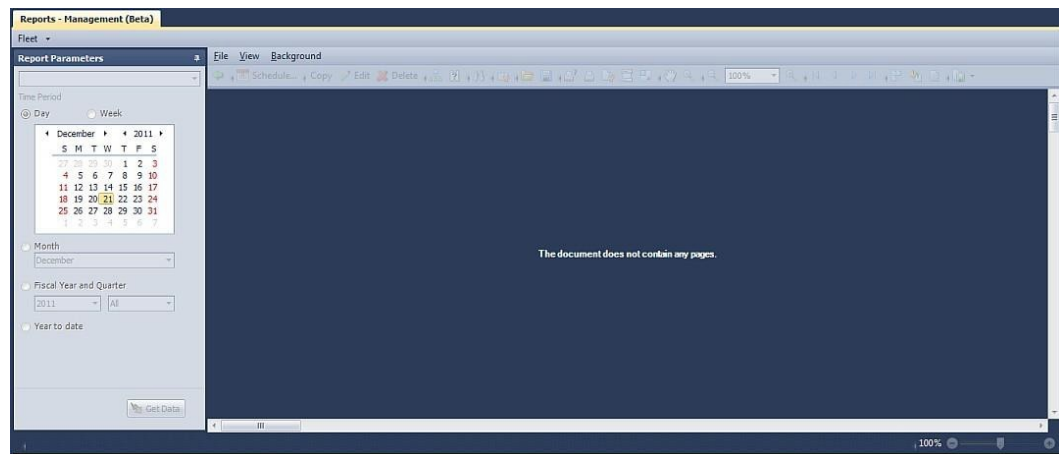 Reports - Management (Beta)
Fleet
Report Parameters
File View Background
Schedule... Copy Edit Delete 100%
Time Period
Day Week
December 2011
S M T W T F S
27 28 29 30 1 2 3
4 5 6 7 8 9 10
11 12 13 14 15 16 17
18 19 20 21 22 23 24
25 26 27 28 29 30 31
1 2 3 4 5 6 7
Month
December
The document does not contain any pages.
Fiscal Year and Quarter
2011 All
Year to date
Get Data
100%